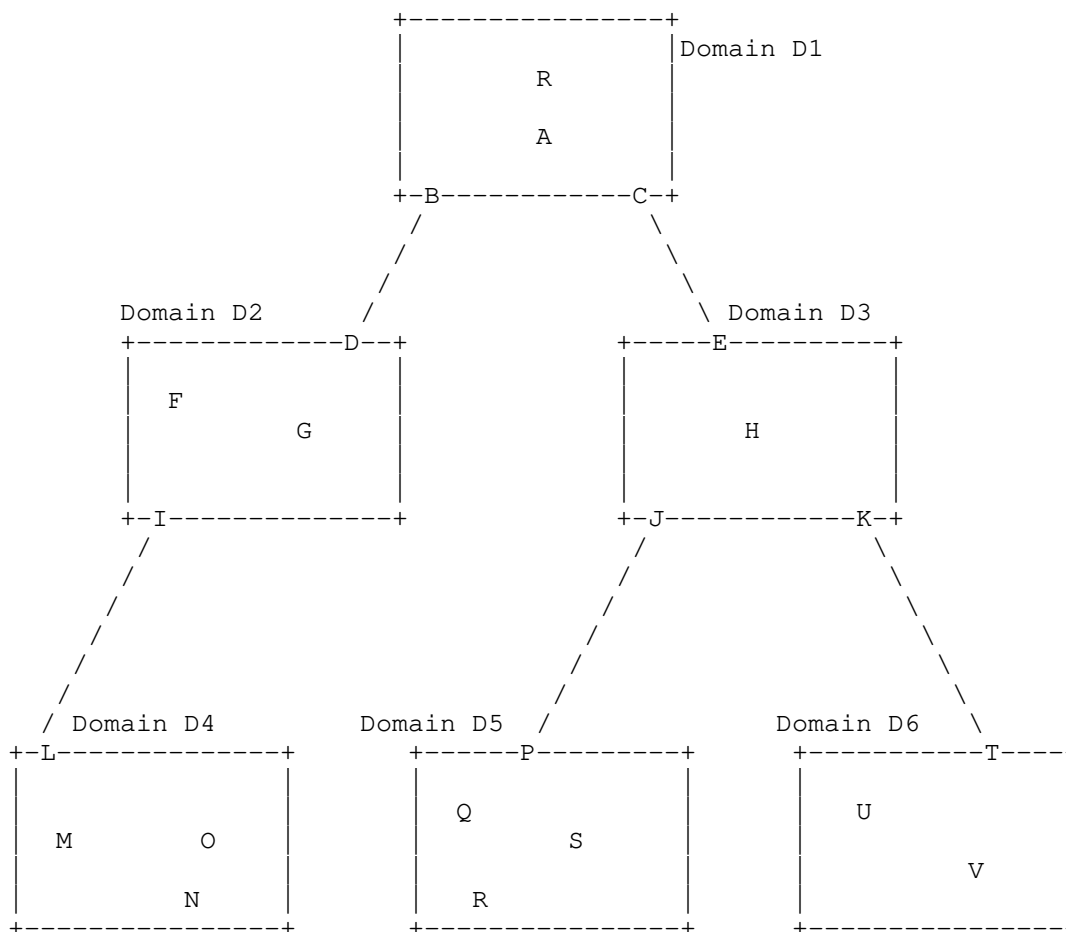 Domain D1
R
A
B C
Domain D2 Domain D3
D E
F
G H
I J K
Domain D4 Domain D5 Domain D6
L P T
Q U
M O S
V
N R